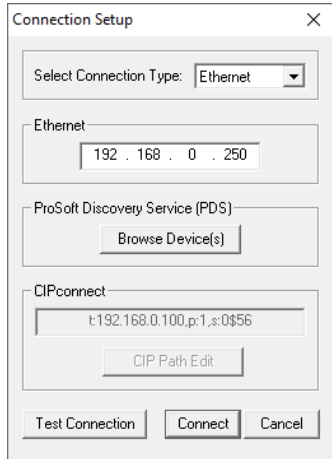 Connection Setup
Select Connection Type: Ethernet
Ethernet
192 . 168 . 0 . 250
ProSoft Discovery Service (PDS)
Browse Device(s)
CIPconnect
t:192.168.0.100,p:1,s:0$56
CIP Path Edit
Test Connection Connect Cancel